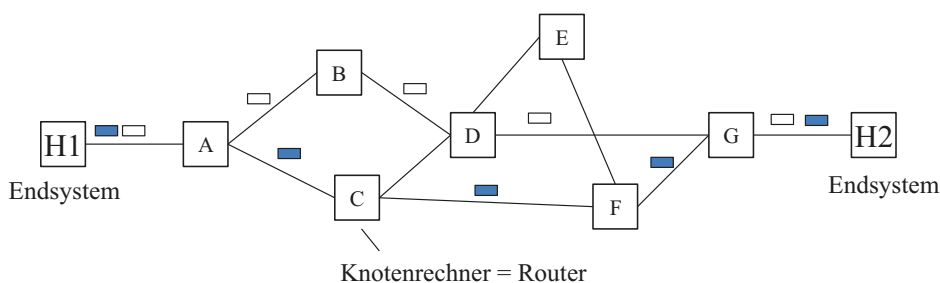 E
B
H1
A
D
G
H2
Endsystem
C
F
Endsystem
Knotenrechner = Router